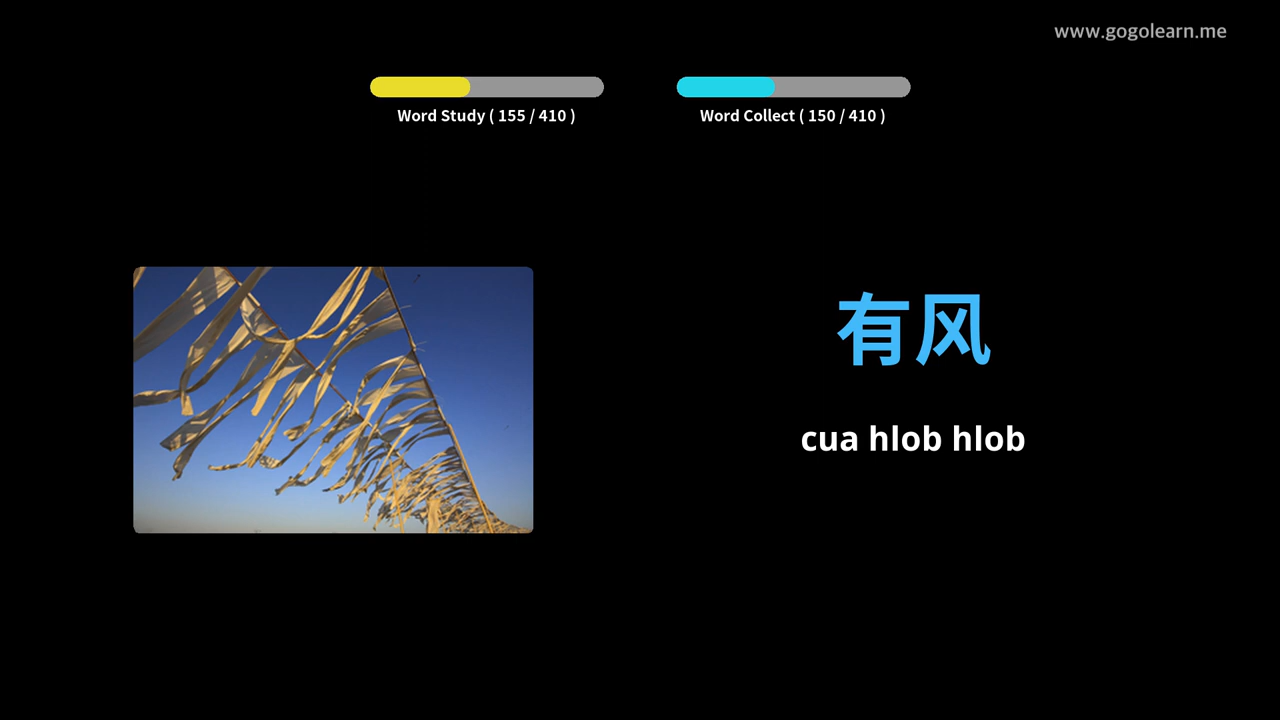 www.gogolearn.me
Word Study ( 155 / 410 )
Word Collect ( 150 / 410 )
有风
cua hlob hlob